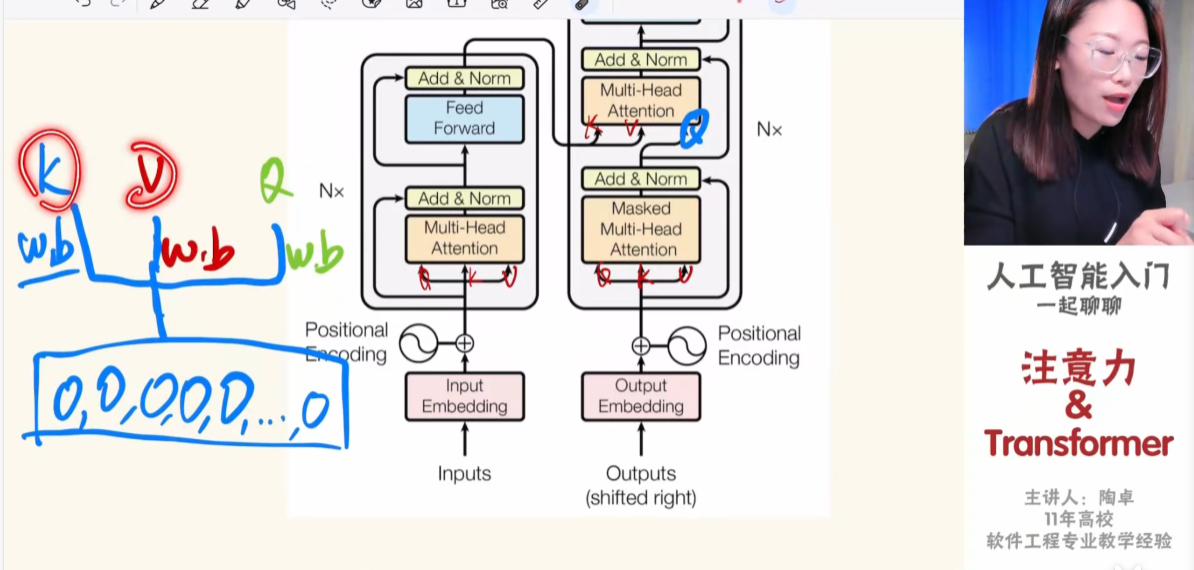 K
V
Q
w.b
w.b
w.b
0,0,0,0,0,...,0
Add & Norm
Feed
Forward
Nx
Add & Norm
Multi-Head
Attention
Q K V
Positional
Encoding
Input
Embedding
Inputs
Add & Norm
Multi-Head
Attention
K V Q
Nx
Add & Norm
Masked
Multi-Head
Attention
Q K V
Positional
Encoding
Output
Embedding
Outputs
(shifted right)
人工智能入门
一起聊聊
注意力
&
Transformer
主讲人：陶卓
11年高校
软件工程专业教学经验